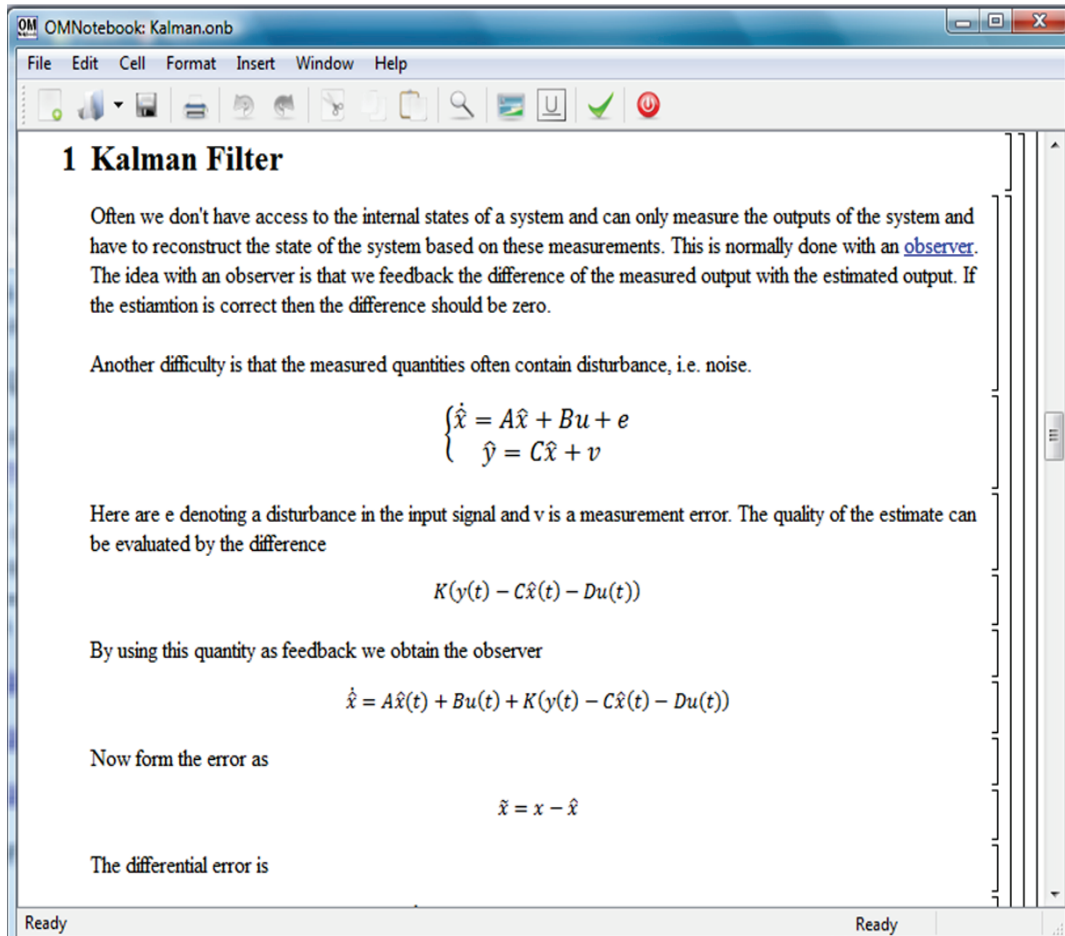 OMNotebook: Kalman.onb
File Edit Cell Format Insert Window Help
1 Kalman Filter
Often we don't have access to the internal states of a system and can only measure the outputs of the system and
have to reconstruct the state of the system based on these measurements. This is normally done with an observer.
The idea with an observer is that we feedback the difference of the measured output with the estimated output. If
the estiamtion is correct then the difference should be zero.
Another difficulty is that the measured quantities often contain disturbance, i.e. noise.
{ẋ̂ = Ax̂ + Bu + e
ŷ = Cx̂ + v
Here are e denoting a disturbance in the input signal and v is a measurement error. The quality of the estimate can
be evaluated by the difference
K(y(t) − Cx̂(t) − Du(t))
By using this quantity as feedback we obtain the observer
ẋ̂ = Ax̂(t) + Bu(t) + K(y(t) − Cx̂(t) − Du(t))
Now form the error as
x̃ = x − x̂
The differential error is
Ready Ready